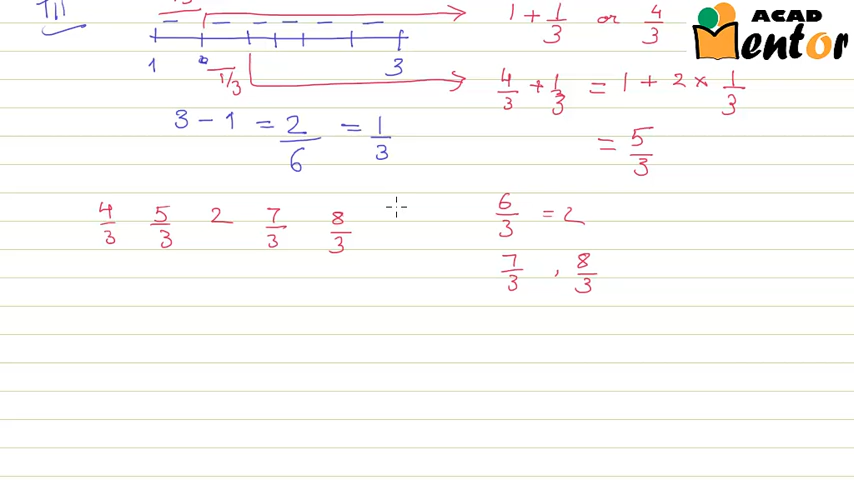 1 + 1/3 or 4/3
ACAD
Mentor
1 3
1/3
4/3 + 1/3 = 1 + 2 × 1/3
3 - 1 = 2/6 = 1/3
= 5/3
4/3 5/3 2 7/3 8/3
6/3 = 2
7/3 , 8/3